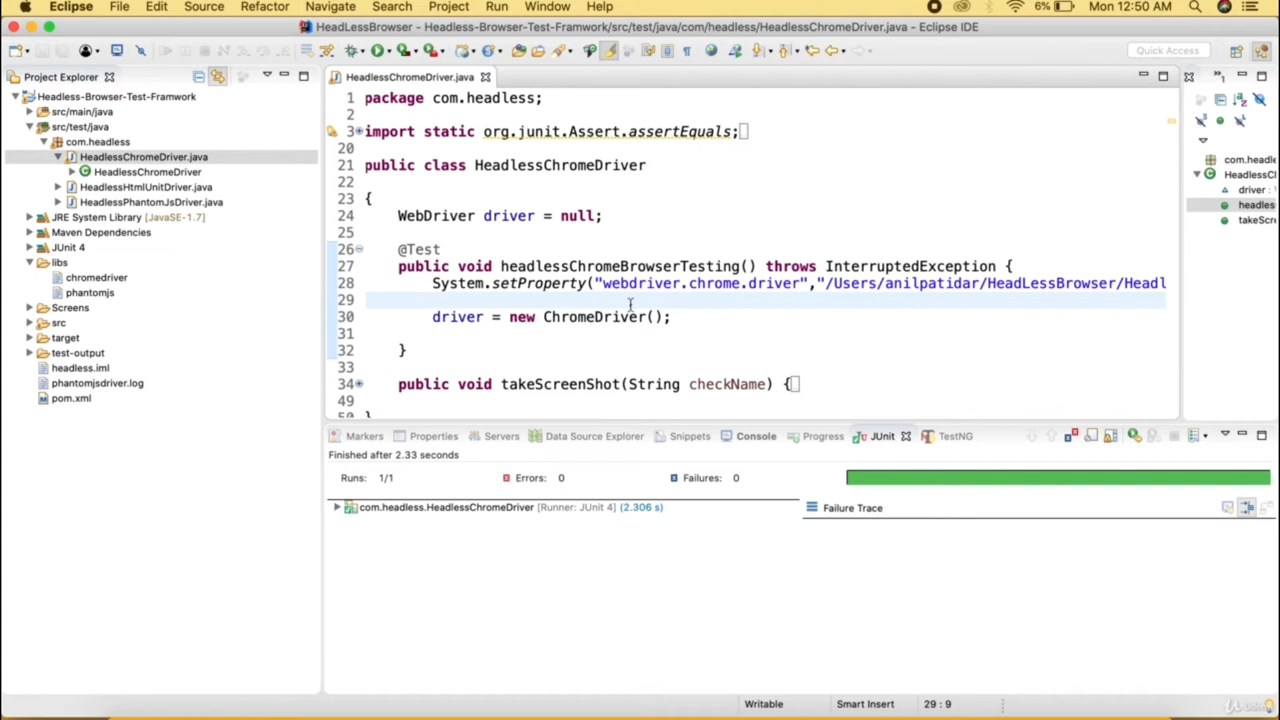 Eclipse File Edit Source Refactor Navigate Search Project Run Window Help 6% Mon 12:50 AM
HeadLessBrowser - Headless-Browser-Test-Framwork/src/test/java/com/headless/HeadlessChromeDriver.java - Eclipse IDE
Quick Access
Project Explorer
Headless-Browser-Test-Framwork
src/main/java
src/test/java
com.headless
HeadlessChromeDriver.java
HeadlessChromeDriver
HeadlessHtmlUnitDriver.java
HeadlessPhantomJsDriver.java
JRE System Library [JavaSE-1.7]
Maven Dependencies
JUnit 4
libs
chromedriver
phantomjs
Screens
src
target
test-output
headless.iml
phantomjsdriver.log
pom.xml
HeadlessChromeDriver.java
1 package com.headless;
2
3 import static org.junit.Assert.assertEquals;
20
21 public class HeadlessChromeDriver
22
23 {
24 WebDriver driver = null;
25
26 @Test
27 public void headlessChromeBrowserTesting() throws InterruptedException {
28 System.setProperty("webdriver.chrome.driver","/Users/anilpatidar/HeadLessBrowser/Headl
29
30 driver = new ChromeDriver();
31
32 }
33
34 public void takeScreenShot(String checkName) {
49
50 }
com.headle
HeadlessCl
driver :
headles
takeScr
Markers Properties Servers Data Source Explorer Snippets Console Progress JUnit TestNG
Finished after 2.33 seconds
Runs: 1/1 Errors: 0 Failures: 0
com.headless.HeadlessChromeDriver [Runner: JUnit 4] (2.306 s)
Failure Trace
Writable Smart Insert 29 : 9